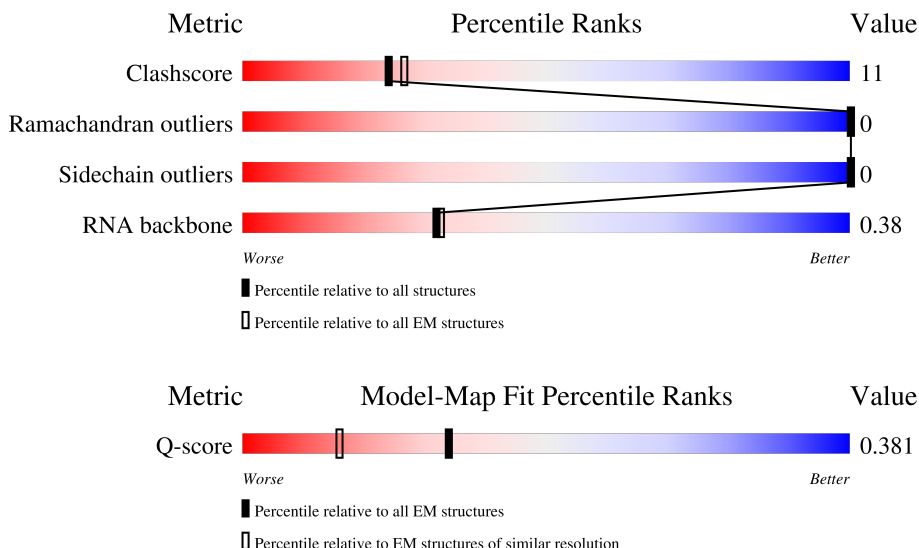 Metric Percentile Ranks Value
Clashscore 11
Ramachandran outliers 0
Sidechain outliers 0
RNA backbone 0.38
Worse Better
Percentile relative to all structures
Percentile relative to all EM structures
Metric Model-Map Fit Percentile Ranks Value
Q-score 0.381
Worse Better
Percentile relative to all EM structures
Percentile relative to EM structures of similar resolution